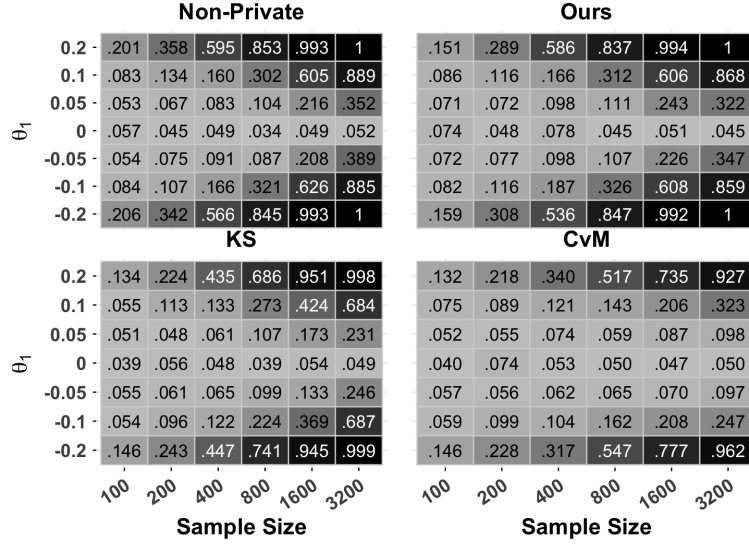 Non-Private
Ours
θ1
0.2 .201 .358 .595 .853 .993 1 .151 .289 .586 .837 .994 1
0.1 .083 .134 .160 .302 .605 .889 .086 .116 .166 .312 .606 .868
0.05 .053 .067 .083 .104 .216 .352 .071 .072 .098 .111 .243 .322
0 .057 .045 .049 .034 .049 .052 .074 .048 .078 .045 .051 .045
-0.05 .054 .075 .091 .087 .208 .389 .072 .077 .098 .107 .226 .347
-0.1 .084 .107 .166 .321 .626 .885 .082 .116 .187 .326 .608 .859
-0.2 .206 .342 .566 .845 .993 1 .159 .308 .536 .847 .992 1
KS
CvM
θ1
0.2 .134 .224 .435 .686 .951 .998 .132 .218 .340 .517 .735 .927
0.1 .055 .113 .133 .273 .424 .684 .075 .089 .121 .143 .206 .323
0.05 .051 .048 .061 .107 .173 .231 .052 .055 .074 .059 .087 .098
0 .039 .056 .048 .039 .054 .049 .040 .074 .053 .050 .047 .050
-0.05 .055 .061 .065 .099 .133 .246 .057 .056 .062 .065 .070 .097
-0.1 .054 .096 .122 .224 .369 .687 .059 .099 .104 .162 .208 .247
-0.2 .146 .243 .447 .741 .945 .999 .146 .228 .317 .547 .777 .962
100 200 400 800 1600 3200 100 200 400 800 1600 3200
Sample Size
Sample Size